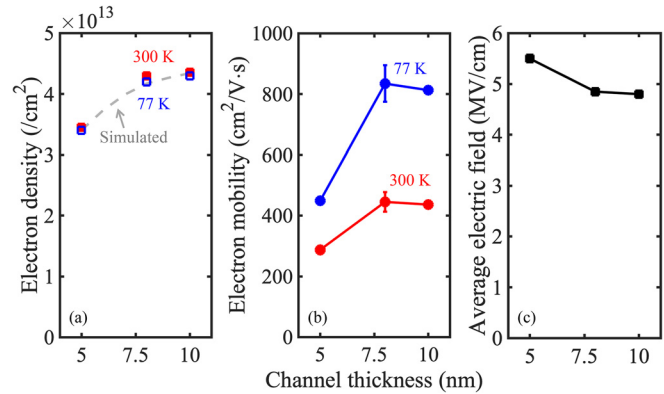 5 ×10¹³
4
3
2
1
0
Electron density (/cm²)
300 K
77 K
Simulated
(a)
5
7.5
10
1000
800
600
400
200
0
Electron mobility (cm²/V·s)
77 K
300 K
(b)
5
7.5
10
6
5
4
3
2
1
0
Average electric field (MV/cm)
(c)
5
7.5
10
Channel thickness (nm)